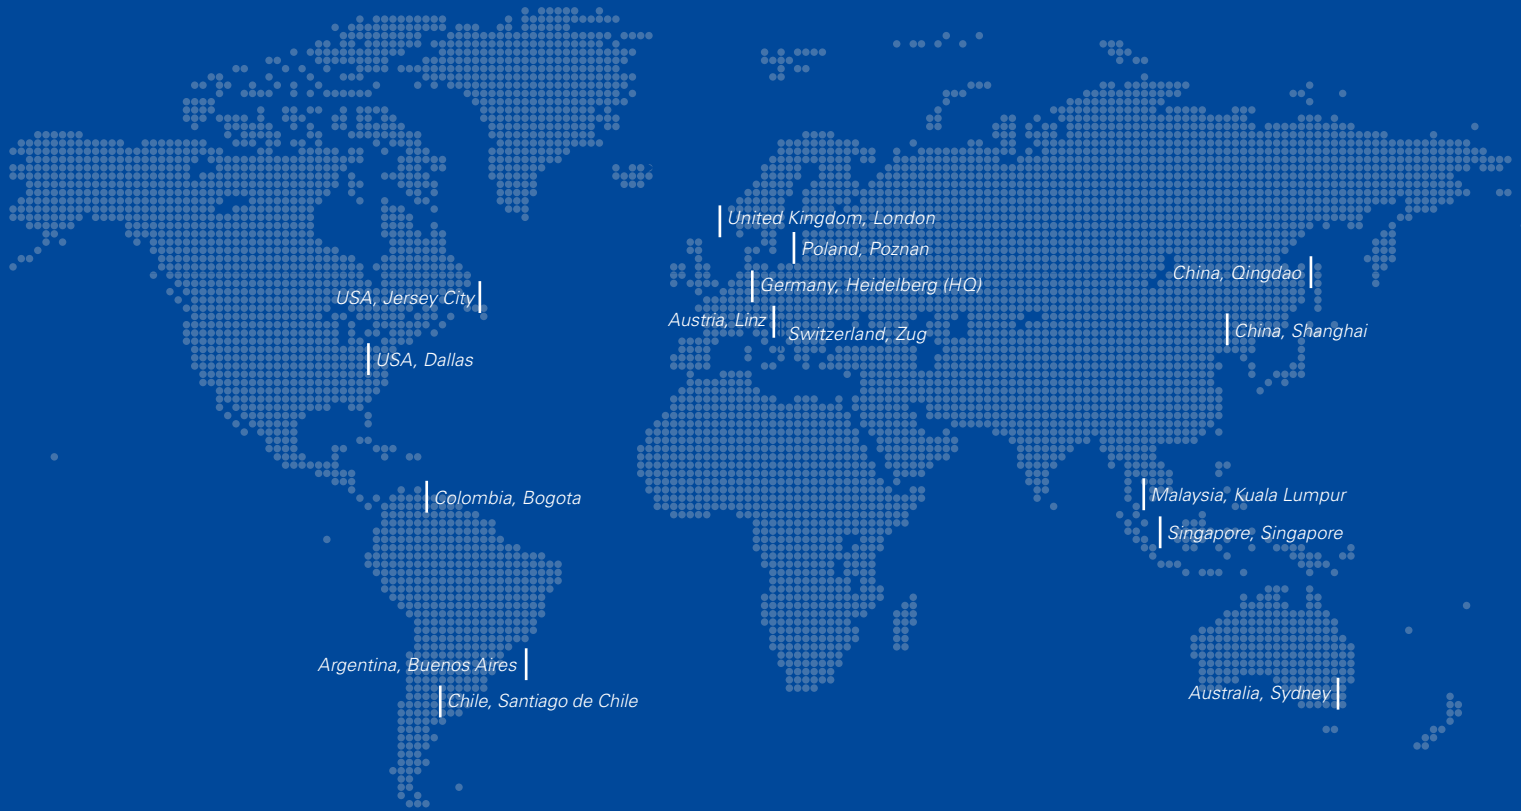 United Kingdom, London
Poland, Poznan
China, Qingdao
Germany, Heidelberg (HQ)
USA, Jersey City
Austria, Linz
China, Shanghai
Switzerland, Zug
USA, Dallas
Malaysia, Kuala Lumpur
Colombia, Bogota
Singapore, Singapore
Argentina, Buenos Aires
Australia, Sydney
Chile, Santiago de Chile